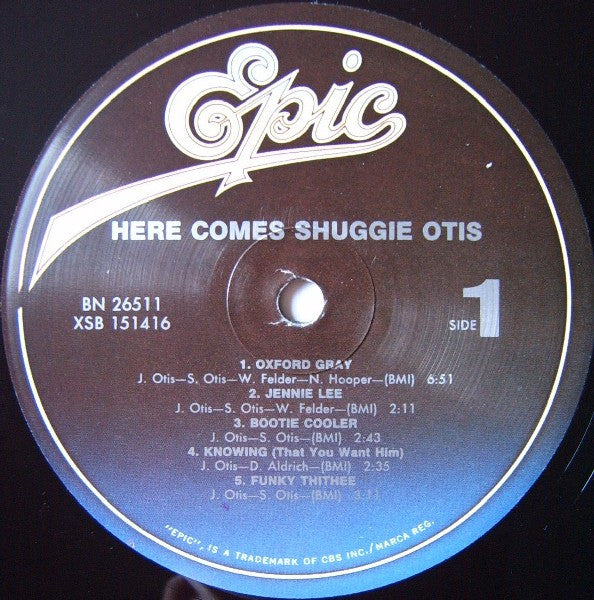 Epic
HERE COMES SHUGGIE OTIS
BN 26511
XSB 151416
SIDE 1
1. OXFORD GRAY
J. Otis—S. Otis—W. Felder—N. Hooper—(BMI) 6:51
2. JENNIE LEE
J. Otis—S. Otis—W. Felder—(BMI) 2:11
3. BOOTIE COOLER
J. Otis—S. Otis—(BMI) 2:43
4. KNOWING (That You Want Him)
J. Otis—D. Aldrich—(BMI) 2:35
5. FUNKY THITHEE
J. Otis—S. Otis—(BMI) 3:11
"EPIC", IS A TRADEMARK OF CBS INC./MARCA REG.